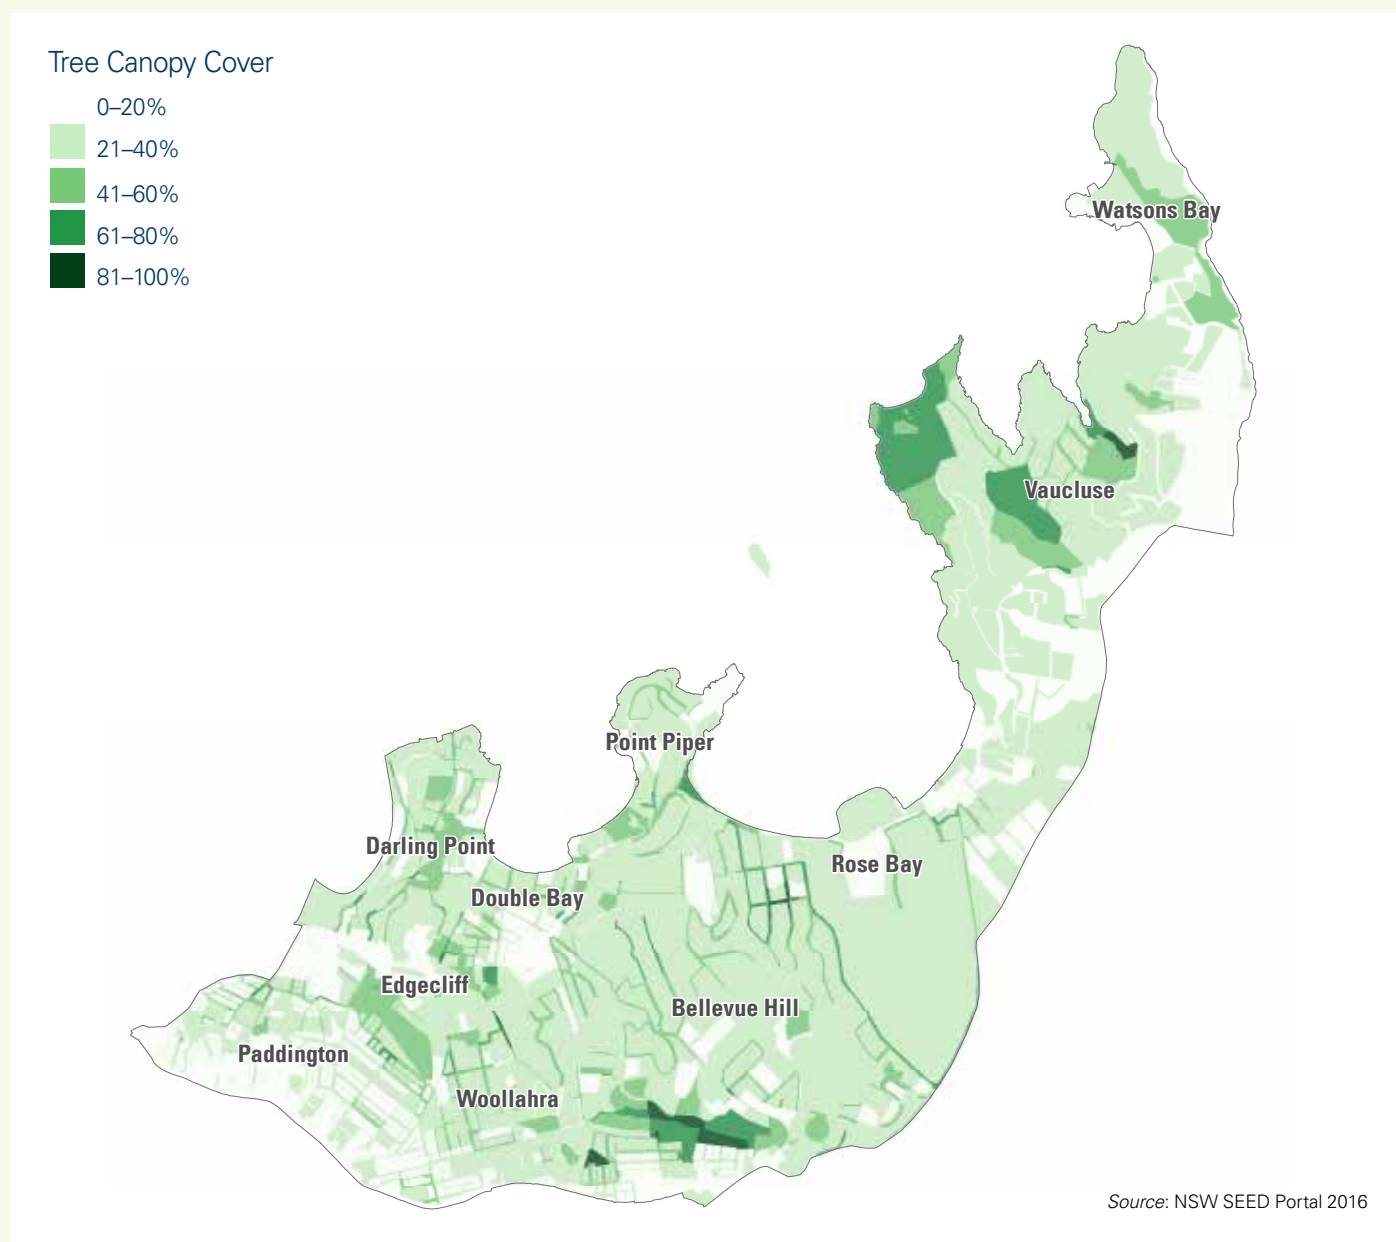 Tree Canopy Cover
0–20%
21–40%
41–60%
61–80%
81–100%
Watsons Bay
Vaucluse
Point Piper
Darling Point
Rose Bay
Double Bay
Edgecliff
Bellevue Hill
Paddington
Woollahra
Source: NSW SEED Portal 2016